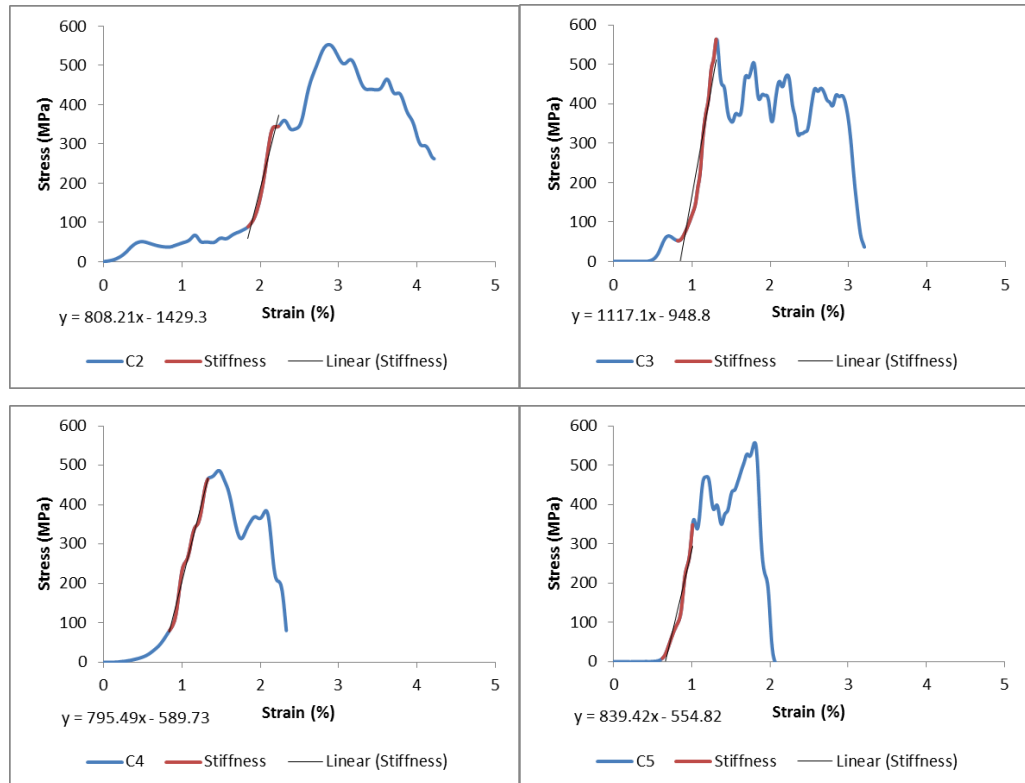 600
500
400
300
200
100
0
Stress (MPa)
0 1 2 3 4 5
Strain (%)
y = 808.21x - 1429.3
C2 Stiffness Linear (Stiffness)
600
500
400
300
200
100
0
Stress (MPa)
0 1 2 3 4 5
Strain (%)
y = 1117.1x - 948.8
C3 Stiffness Linear (Stiffness)
600
500
400
300
200
100
0
Stress (MPa)
0 1 2 3 4 5
Strain (%)
y = 795.49x - 589.73
C4 Stiffness Linear (Stiffness)
600
500
400
300
200
100
0
Stress (MPa)
0 1 2 3 4 5
Strain (%)
y = 839.42x - 554.82
C5 Stiffness Linear (Stiffness)